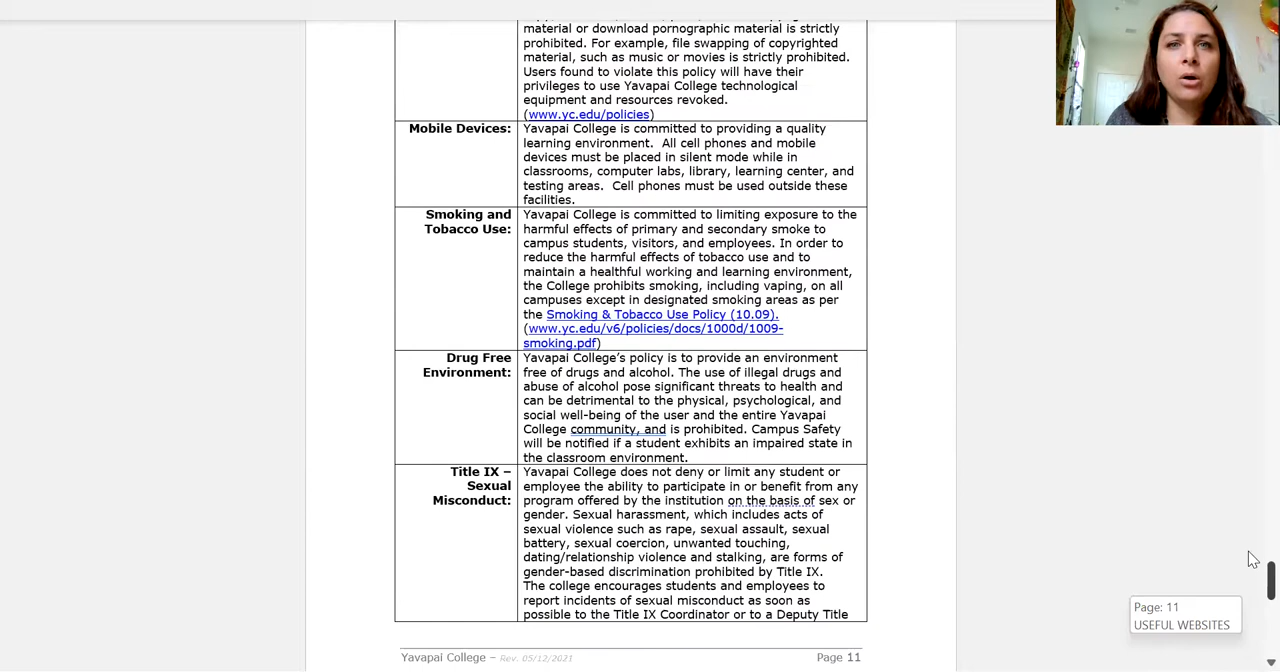 material or download pornographic material is strictly
prohibited. For example, file swapping of copyrighted
material, such as music or movies is strictly prohibited.
Users found to violate this policy will have their
privileges to use Yavapai College technological
equipment and resources revoked.
(www.yc.edu/policies)
Mobile Devices:
Yavapai College is committed to providing a quality
learning environment.  All cell phones and mobile
devices must be placed in silent mode while in
classrooms, computer labs, library, learning center, and
testing areas.  Cell phones must be used outside these
facilities.
Smoking and
Tobacco Use:
Yavapai College is committed to limiting exposure to the
harmful effects of primary and secondary smoke to
campus students, visitors, and employees. In order to
reduce the harmful effects of tobacco use and to
maintain a healthful working and learning environment,
the College prohibits smoking, including vaping, on all
campuses except in designated smoking areas as per
the Smoking & Tobacco Use Policy (10.09).
(www.yc.edu/v6/policies/docs/1000d/1009-
smoking.pdf)
Drug Free
Environment:
Yavapai College’s policy is to provide an environment
free of drugs and alcohol. The use of illegal drugs and
abuse of alcohol pose significant threats to health and
can be detrimental to the physical, psychological, and
social well-being of the user and the entire Yavapai
College community, and is prohibited. Campus Safety
will be notified if a student exhibits an impaired state in
the classroom environment.
Title IX –
Sexual
Misconduct:
Yavapai College does not deny or limit any student or
employee the ability to participate in or benefit from any
program offered by the institution on the basis of sex or
gender. Sexual harassment, which includes acts of
sexual violence such as rape, sexual assault, sexual
battery, sexual coercion, unwanted touching,
dating/relationship violence and stalking, are forms of
gender-based discrimination prohibited by Title IX.
The college encourages students and employees to
report incidents of sexual misconduct as soon as
possible to the Title IX Coordinator or to a Deputy Title
Yavapai College – Rev. 05/12/2021
Page 11
Page: 11
USEFUL WEBSITES